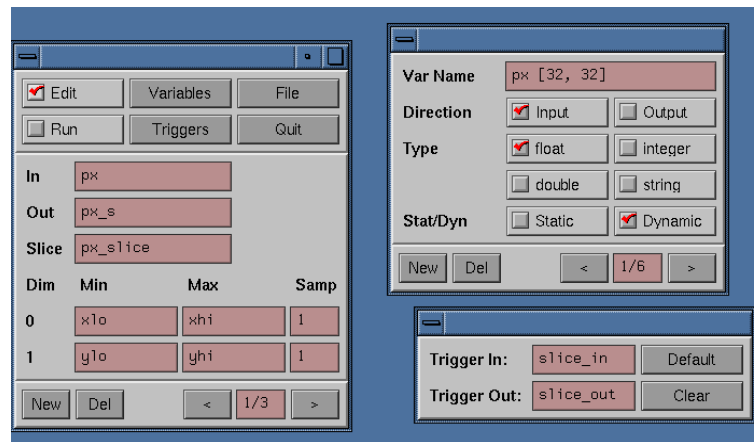 Edit Variables File
Run Triggers Quit
In px
Out px_s
Slice px_slice
Dim Min Max Samp
0 xlo xhi 1
1 ylo yhi 1
New Del < 1/3 >
Var Name px [32, 32]
Direction Input Output
Type float integer
double string
Stat/Dyn Static Dynamic
New Del < 1/6 >
Trigger In: slice_in Default
Trigger Out: slice_out Clear